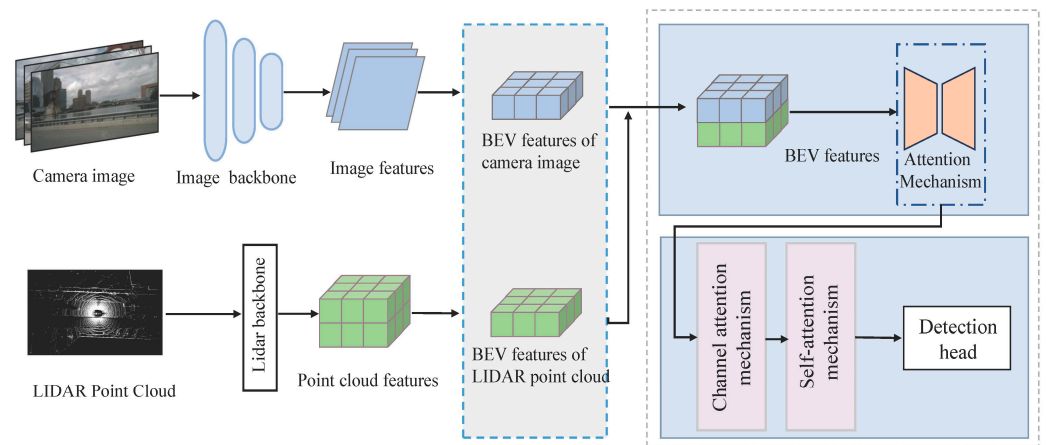 Camera image
Image backbone
Image features
BEV features of
camera image
BEV features
Attention
Mechanism
LIDAR Point Cloud
Lidar backbone
Point cloud features
BEV features of
LIDAR point cloud
Channel attention
mechanism
Self-attention
mechanism
Detection
head